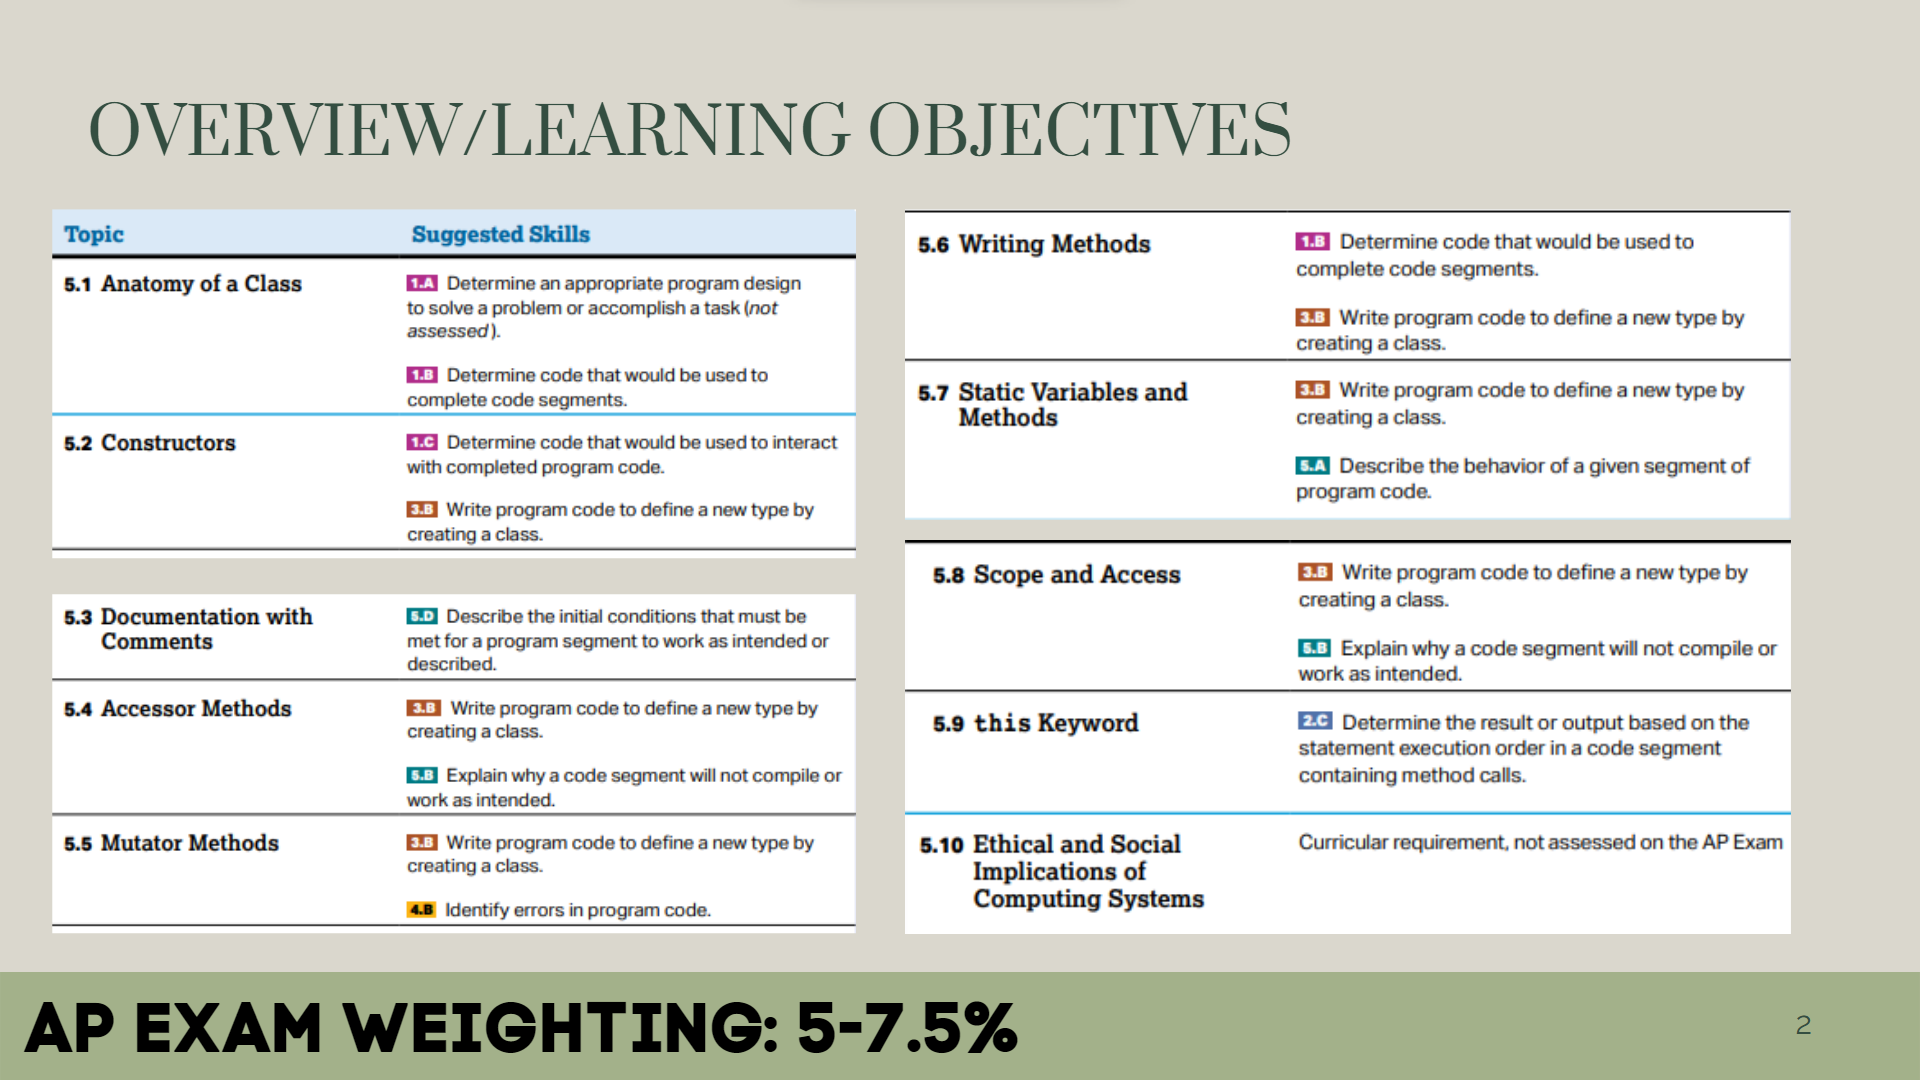 OVERVIEW/LEARNING OBJECTIVES
Topic Suggested Skills
5.1 Anatomy of a Class
1.A Determine an appropriate program design
to solve a problem or accomplish a task (not
assessed).
1.B Determine code that would be used to
complete code segments.
5.2 Constructors
1.C Determine code that would be used to interact
with completed program code.
3.B Write program code to define a new type by
creating a class.
5.3 Documentation with
Comments
5.D Describe the initial conditions that must be
met for a program segment to work as intended or
described.
5.4 Accessor Methods
3.B Write program code to define a new type by
creating a class.
5.B Explain why a code segment will not compile or
work as intended.
5.5 Mutator Methods
3.B Write program code to define a new type by
creating a class.
4.B Identify errors in program code.
5.6 Writing Methods
1.B Determine code that would be used to
complete code segments.
3.B Write program code to define a new type by
creating a class.
5.7 Static Variables and
Methods
3.B Write program code to define a new type by
creating a class.
5.A Describe the behavior of a given segment of
program code.
5.8 Scope and Access
3.B Write program code to define a new type by
creating a class.
5.B Explain why a code segment will not compile or
work as intended.
5.9 this Keyword
2.C Determine the result or output based on the
statement execution order in a code segment
containing method calls.
5.10 Ethical and Social
Implications of
Computing Systems
Curricular requirement, not assessed on the AP Exam
AP EXAM WEIGHTING: 5-7.5%
2